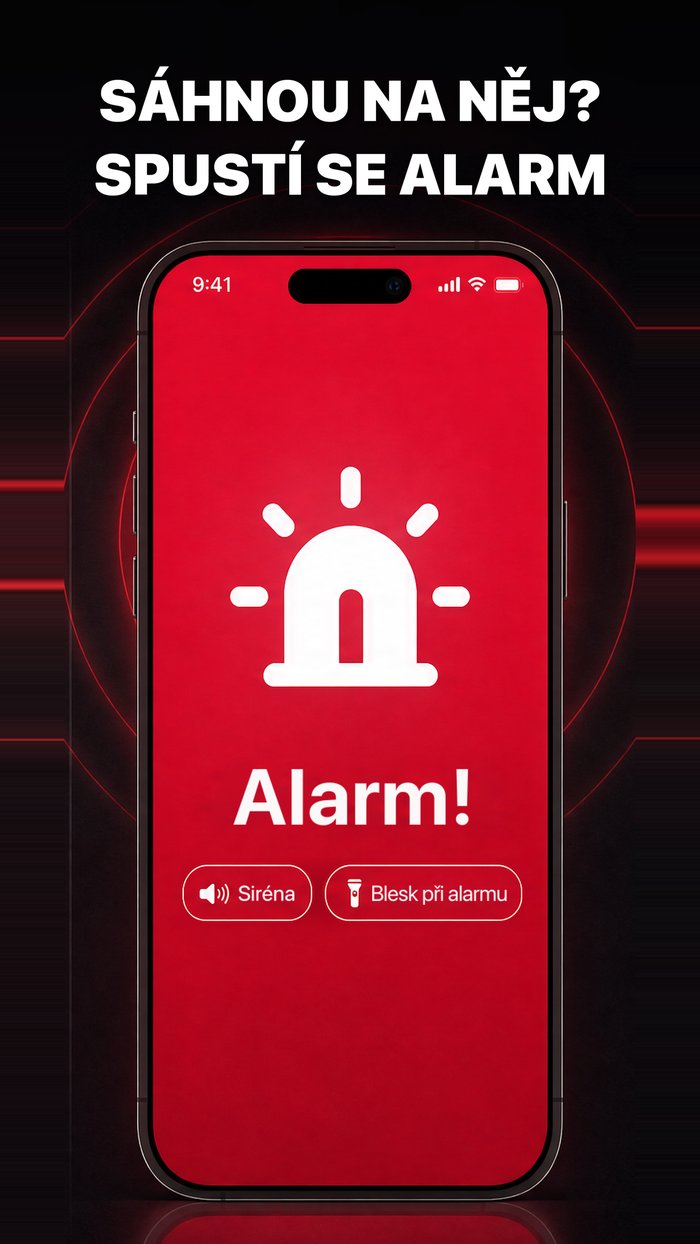 SÁHNOU NA NĚJ?
SPUSTÍ SE ALARM
9:41
Alarm!
Siréna
Blesk při alarmu